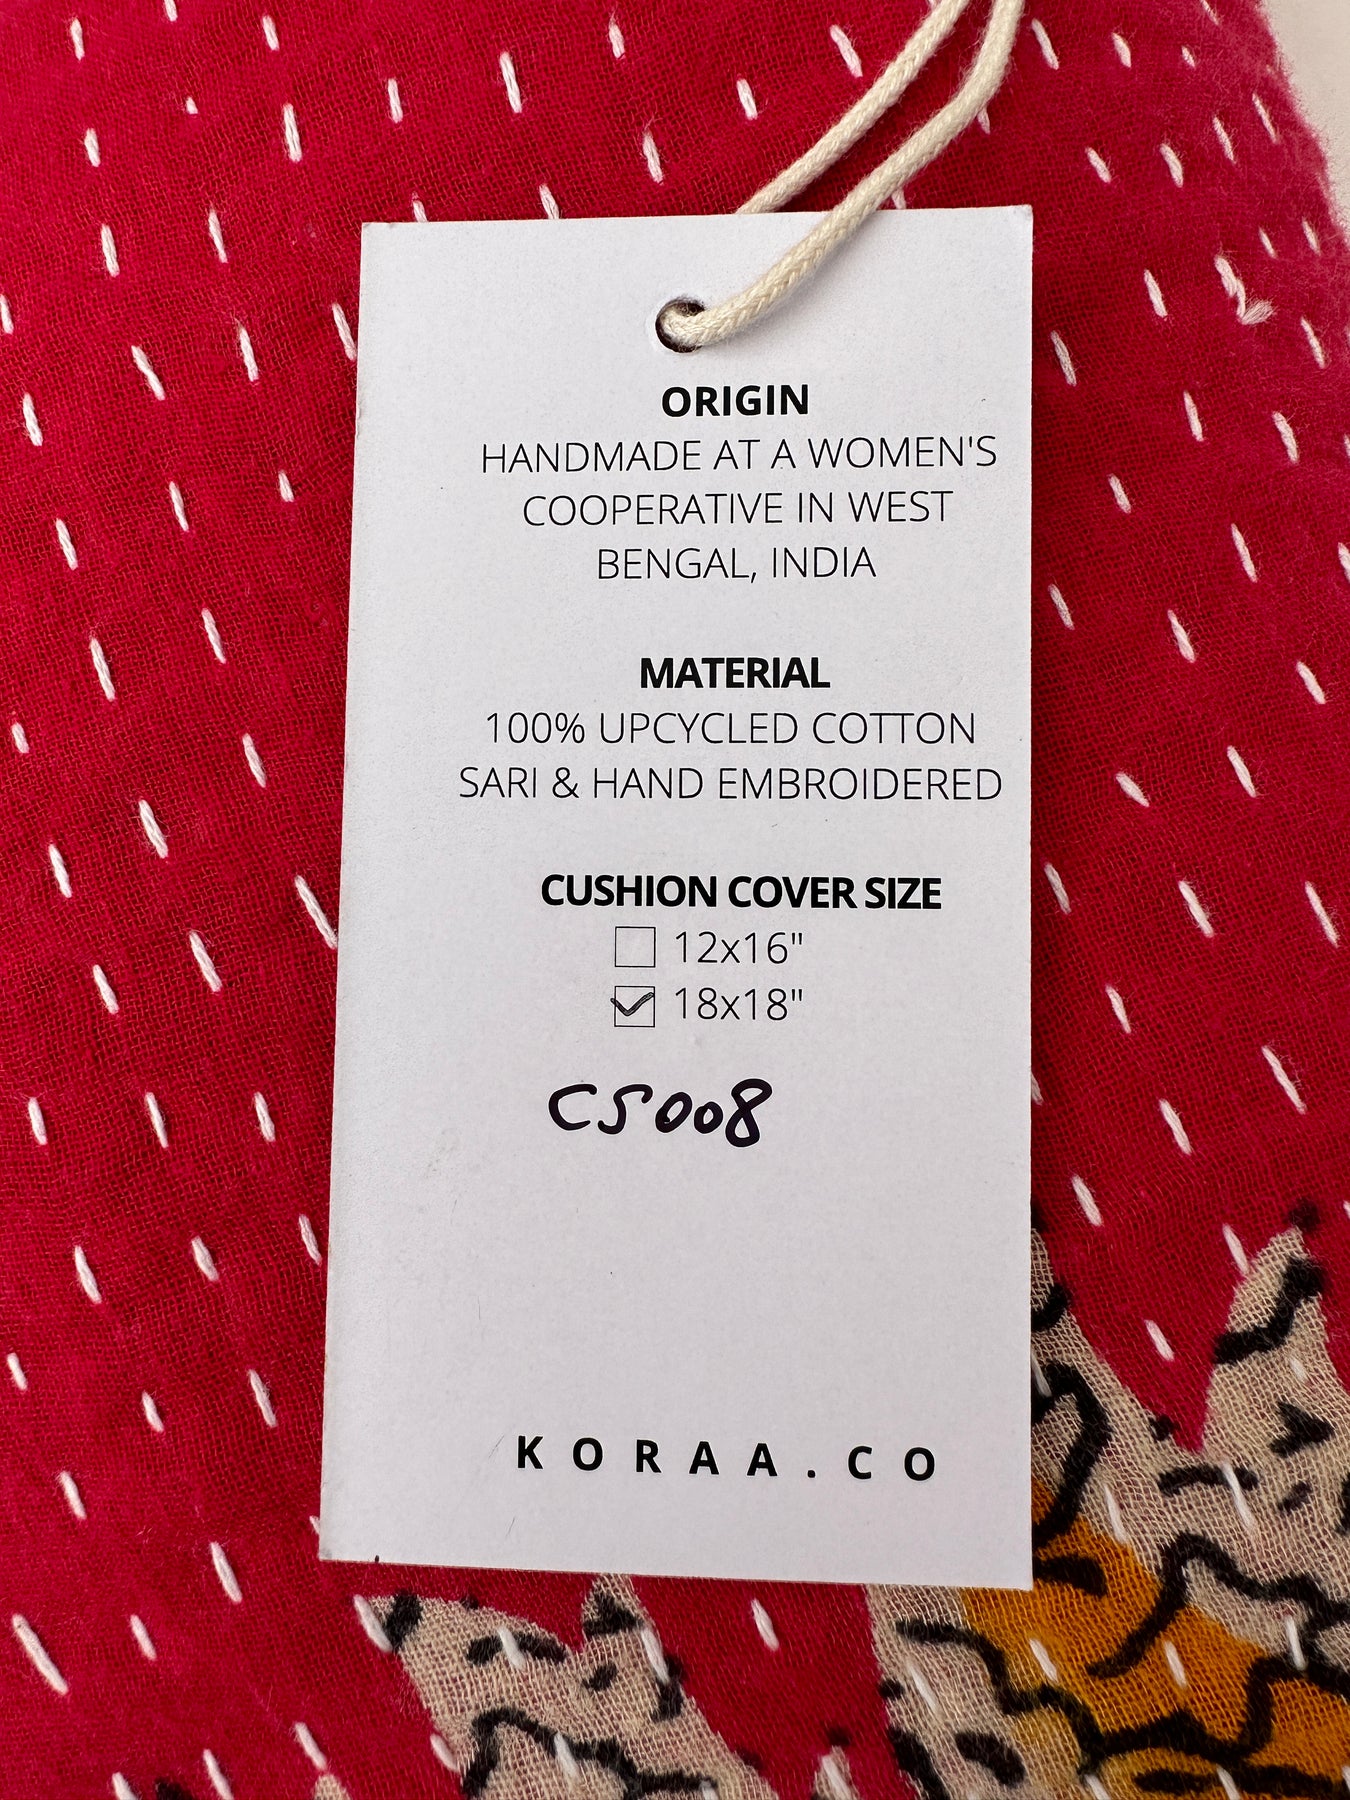 ORIGIN
HANDMADE AT A WOMEN'S
COOPERATIVE IN WEST
BENGAL, INDIA
MATERIAL
100% UPCYCLED COTTON
SARI & HAND EMBROIDERED
CUSHION COVER SIZE
12x16"
18x18"
CS008
KORAA.CO